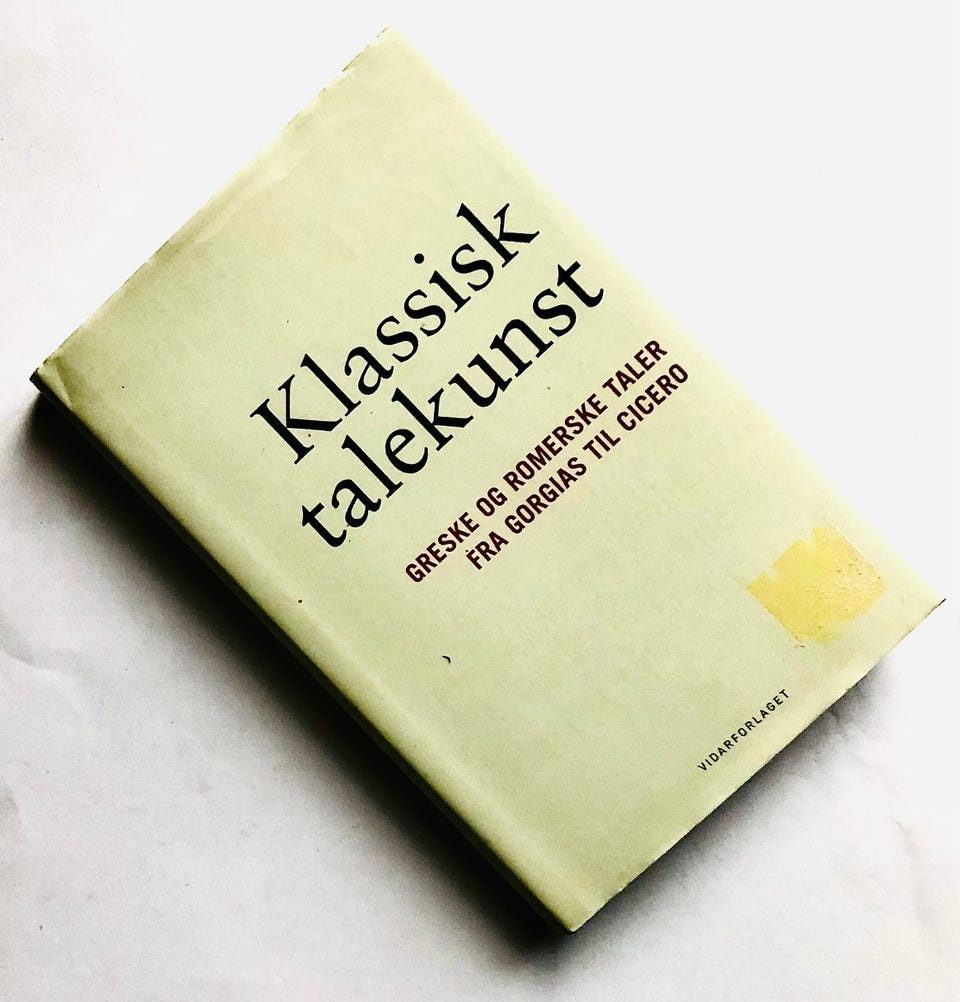 Klassisk
talekunst
GRESKE OG ROMERSKE TALER
FRA GORGIAS TIL CICERO
VIDARFORLAGET